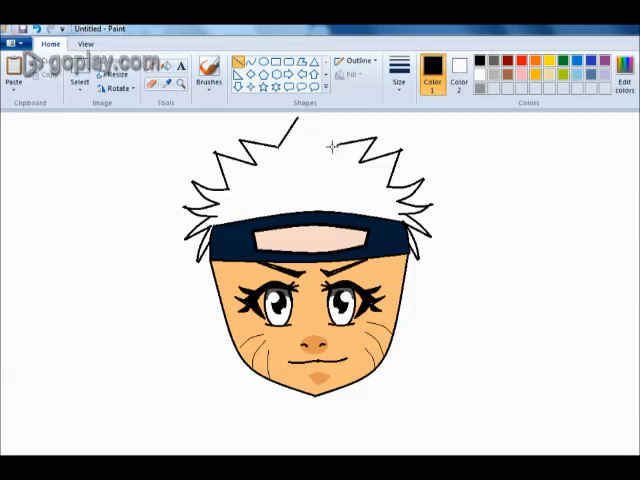 Untitled - Paint
Home View
goplay.com
Paste
Select
Resize
Rotate
Brushes
Outline
Fill
Size
Color 1
Color 2
Edit colors
Clipboard
Image
Tools
Shapes
Colors